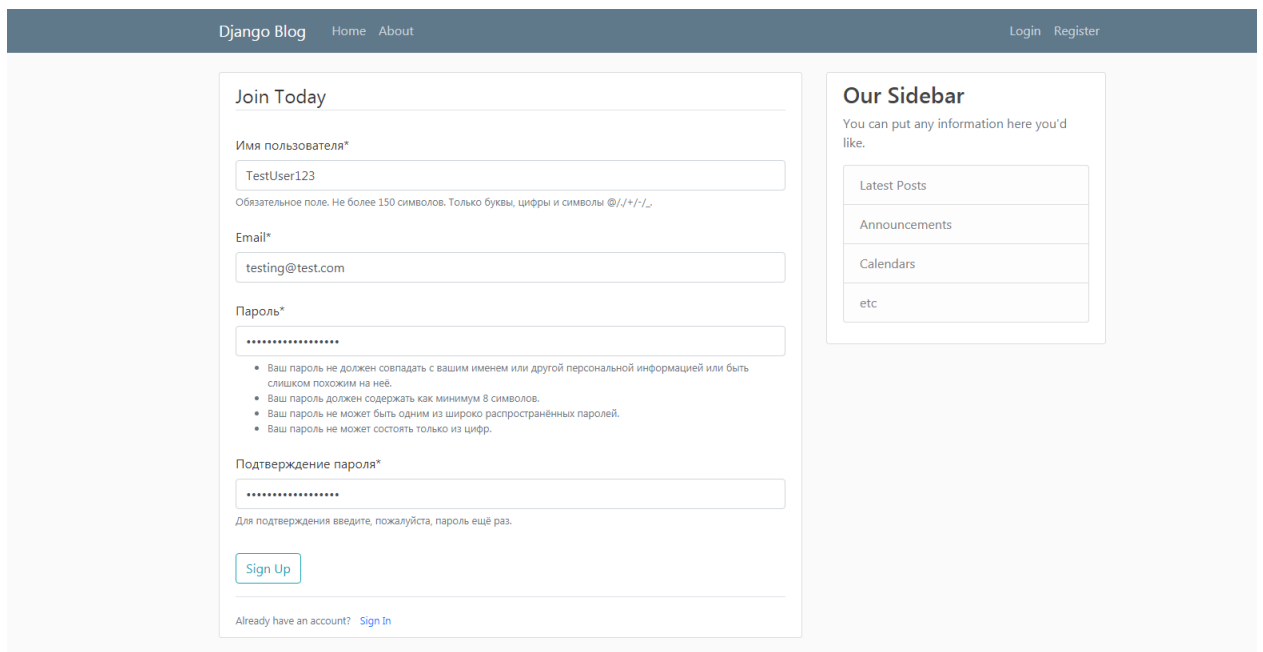 Django Blog Home About Login Register
Join Today
Имя пользователя*
TestUser123
Обязательное поле. Не более 150 символов. Только буквы, цифры и символы @/./+/-/_.
Email*
testing@test.com
Пароль*
••••••••••••••••••
• Ваш пароль не должен совпадать с вашим именем или другой персональной информацией или быть
слишком похожим на неё.
• Ваш пароль должен содержать как минимум 8 символов.
• Ваш пароль не может быть одним из широко распространённых паролей.
• Ваш пароль не может состоять только из цифр.
Подтверждение пароля*
••••••••••••••••••
Для подтверждения введите, пожалуйста, пароль ещё раз.
Sign Up
Already have an account? Sign In
Our Sidebar
You can put any information here you'd
like.
Latest Posts
Announcements
Calendars
etc